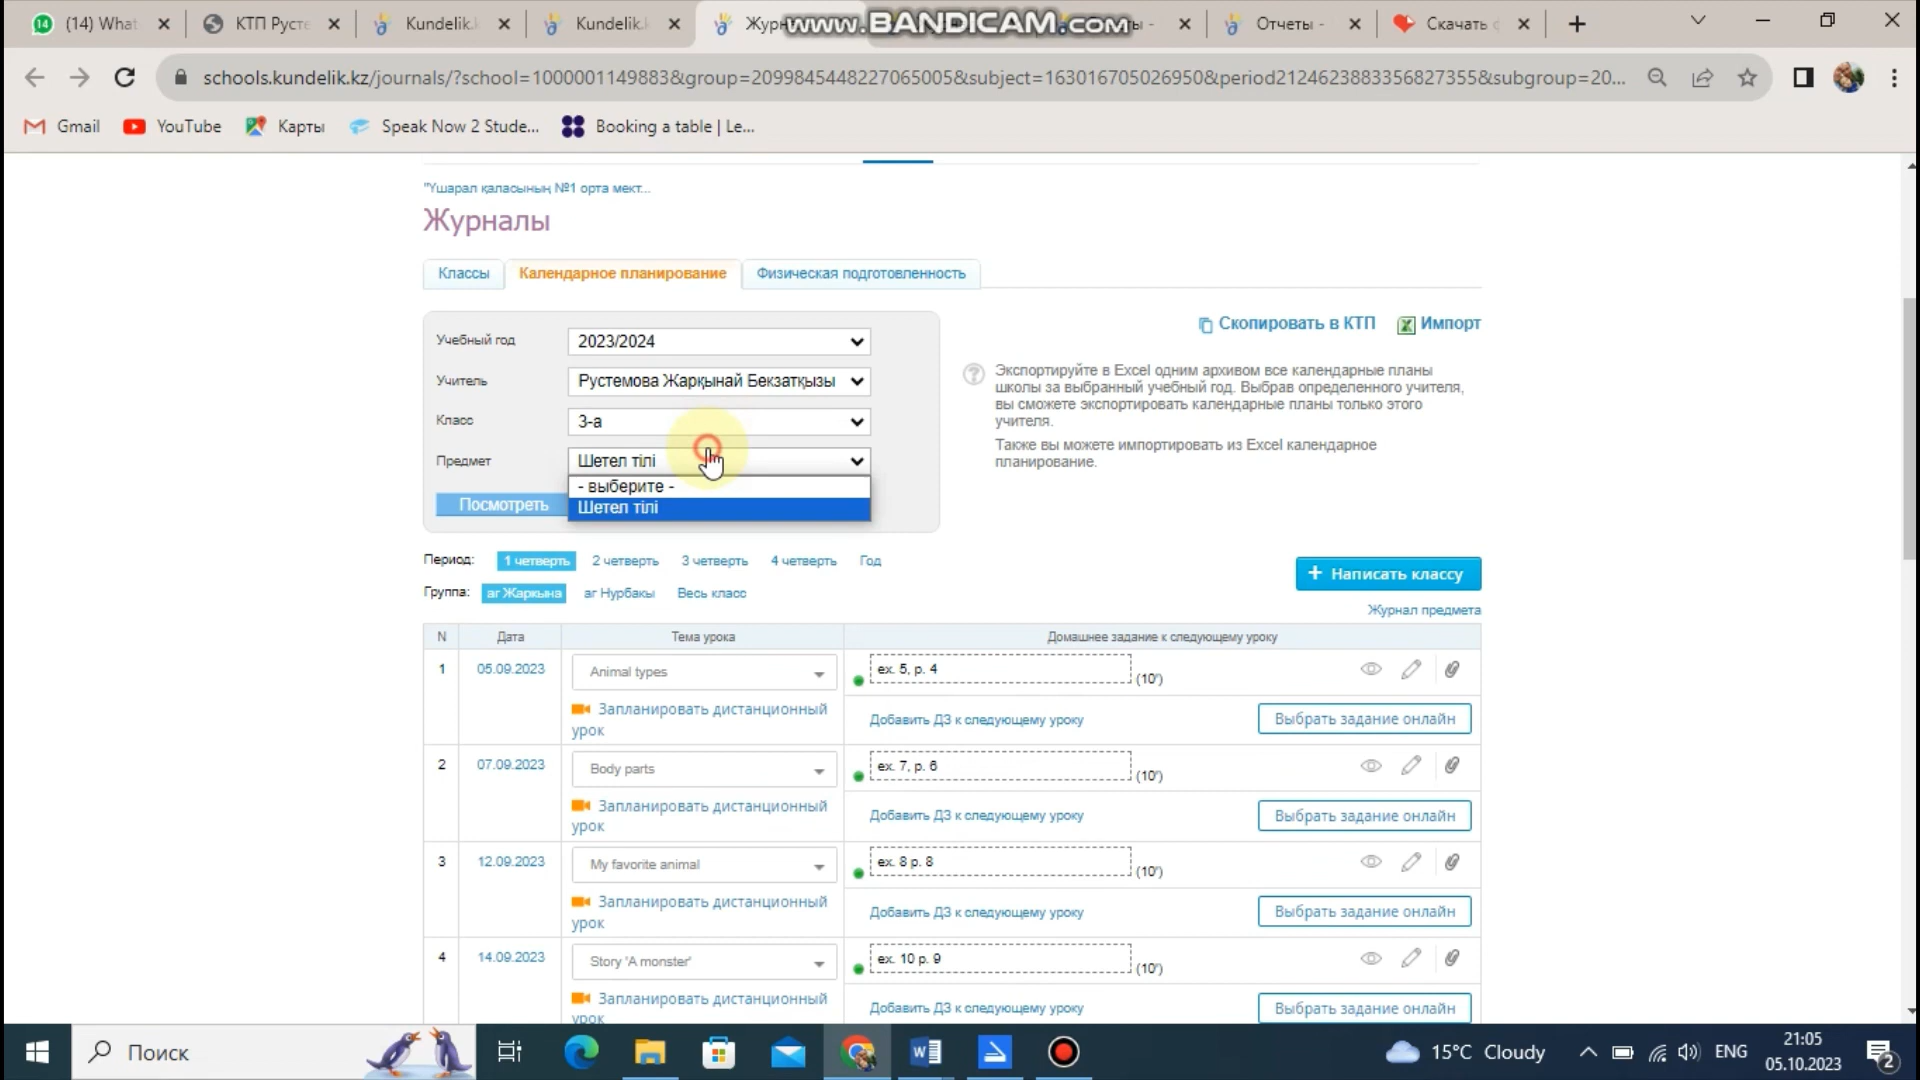 (14) What
КТП Русте
Kundelik.k
Kundelik.k
Журн
www.BANDICAM.com
ты -
Отчеты -
Скачать с
schools.kundelik.kz/journals/?school=1000001149883&group=2099845448227065005&subject=163016705026950&period2124623883356827355&subgroup=20...
Gmail
YouTube
Карты
Speak Now 2 Stude...
Booking a table | Le...
"Үшарал қаласының №1 орта мект...
Журналы
Классы
Календарное планирование
Физическая подготовленность
Учебный год
2023/2024
Учитель
Рустемова Жарқынай Бекзатқызы
Класс
3-а
Предмет
Шетел тілі
- выберите -
Шетел тілі
Посмотреть
Скопировать в КТП
Импорт
Экспортируйте в Excel одним архивом все календарные планы
школы за выбранный учебный год. Выбрав определенного учителя,
вы сможете экспортировать календарные планы только этого
учителя.
Также вы можете импортировать из Excel календарное
планирование.
Период: 1 четверть 2 четверть 3 четверть 4 четверть Год
Группа: аг Жаркына аг Нурбакы Весь класс
+ Написать классу
Журнал предмета
N Дата Тема урока Домашнее задание к следующему уроку
1 05.09.2023 Animal types ex. 5, p. 4 (10')
Запланировать дистанционный
урок
Добавить ДЗ к следующему уроку Выбрать задание онлайн
2 07.09.2023 Body parts ex. 7, p. 6 (10')
Запланировать дистанционный
урок
Добавить ДЗ к следующему уроку Выбрать задание онлайн
3 12.09.2023 My favorite animal ex. 8 p. 8 (10')
Запланировать дистанционный
урок
Добавить ДЗ к следующему уроку Выбрать задание онлайн
4 14.09.2023 Story 'A monster' ex. 10 p. 9 (10')
Запланировать дистанционный
урок
Добавить ДЗ к следующему уроку Выбрать задание онлайн
Поиск
15°C Cloudy
ENG
21:05
05.10.2023
2